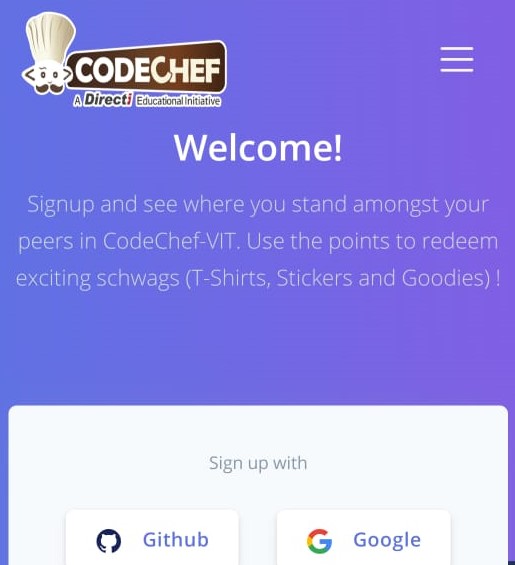 CODECHEF
A Directi Educational Initiative
Welcome!
Signup and see where you stand amongst your
peers in CodeChef-VIT. Use the points to redeem
exciting schwags (T-Shirts, Stickers and Goodies) !
Sign up with
Github
Google